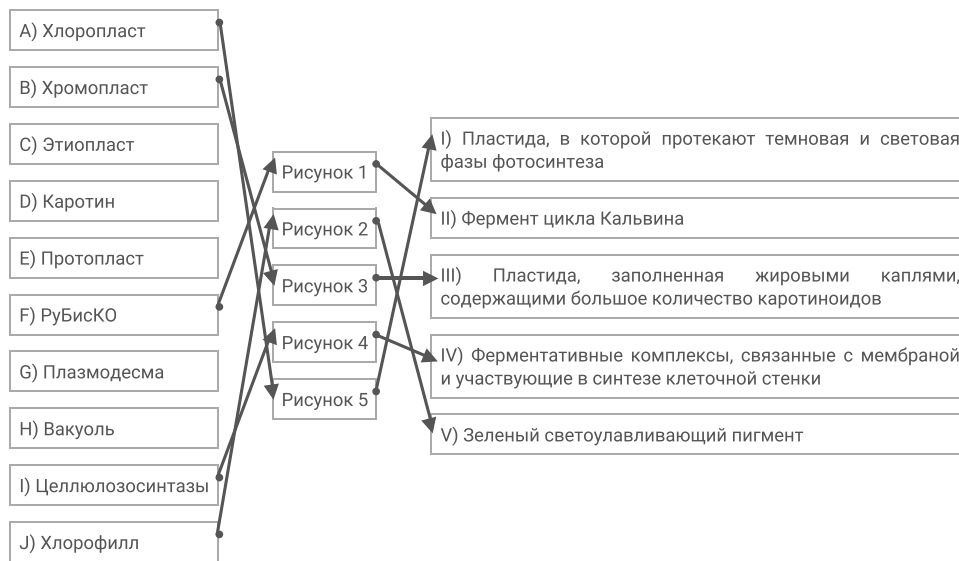 A) Хлоропласт
B) Хромопласт
C) Этиопласт
D) Каротин
E) Протопласт
F) РуБисКО
G) Плазмодесма
H) Вакуоль
I) Целлюлозосинтазы
J) Хлорофилл
Рисунок 1
Рисунок 2
Рисунок 3
Рисунок 4
Рисунок 5
I) Пластида, в которой протекают темновая и световая
фазы фотосинтеза
II) Фермент цикла Кальвина
III) Пластида, заполненная жировыми каплями,
содержащими большое количество каротиноидов
IV) Ферментативные комплексы, связанные с мембраной
и участвующие в синтезе клеточной стенки
V) Зеленый светоулавливающий пигмент